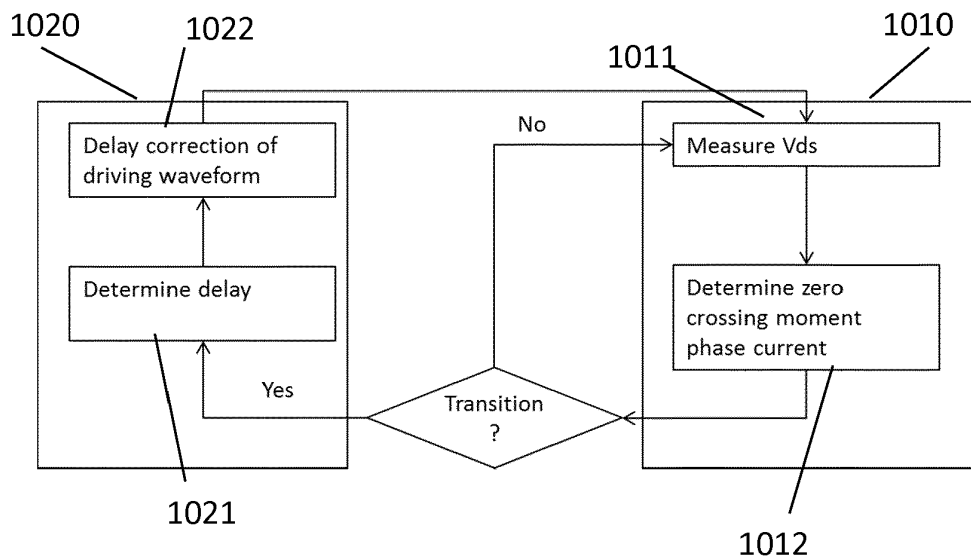 1020
1022
1011
1010
Delay correction of
driving waveform
No
Measure Vds
Determine delay
Determine zero
crossing moment
phase current
Yes
Transition
?
1021
1012